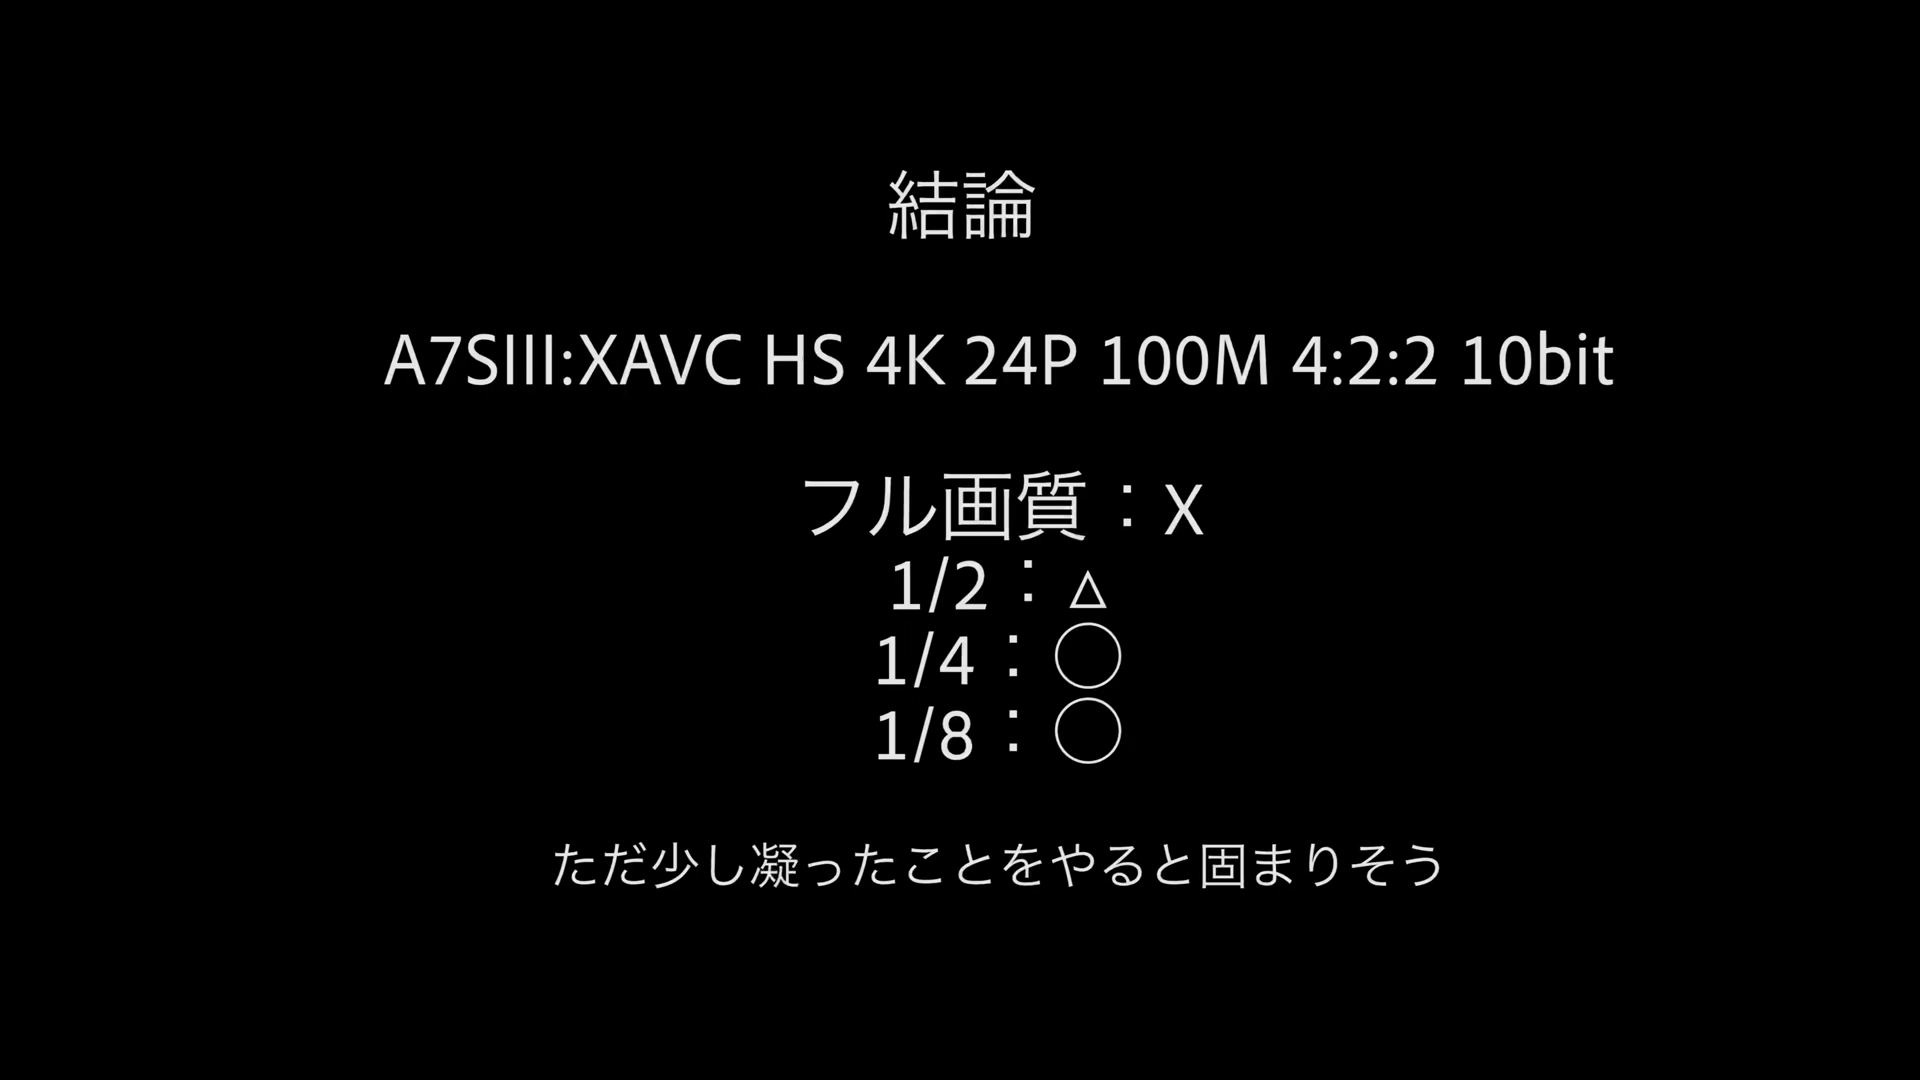 結論
A7SIII:XAVC HS 4K 24P 100M 4:2:2 10bit
フル画質：x
1/2：△
1/4：◯
1/8：◯
ただ少し凝ったことをやると固まりそう